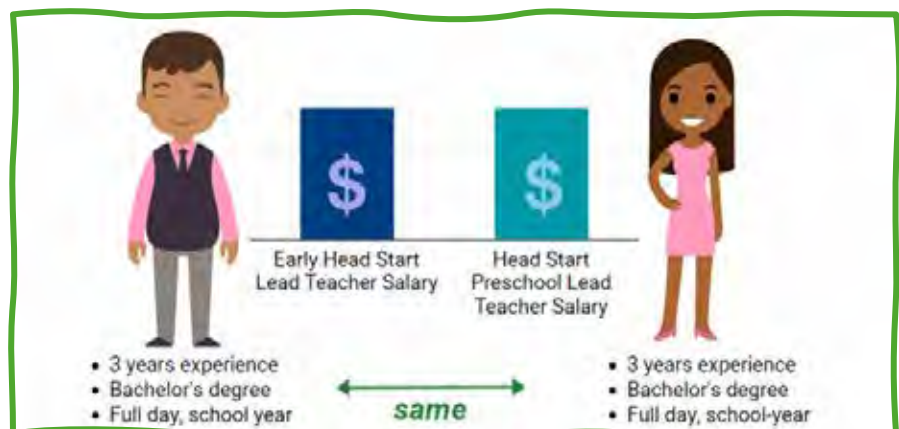 $
$
Early Head Start
Lead Teacher Salary
Head Start
Preschool Lead
Teacher Salary
• 3 years experience
• Bachelor's degree
• Full day, school year
same
• 3 years experience
• Bachelor's degree
• Full day, school-year